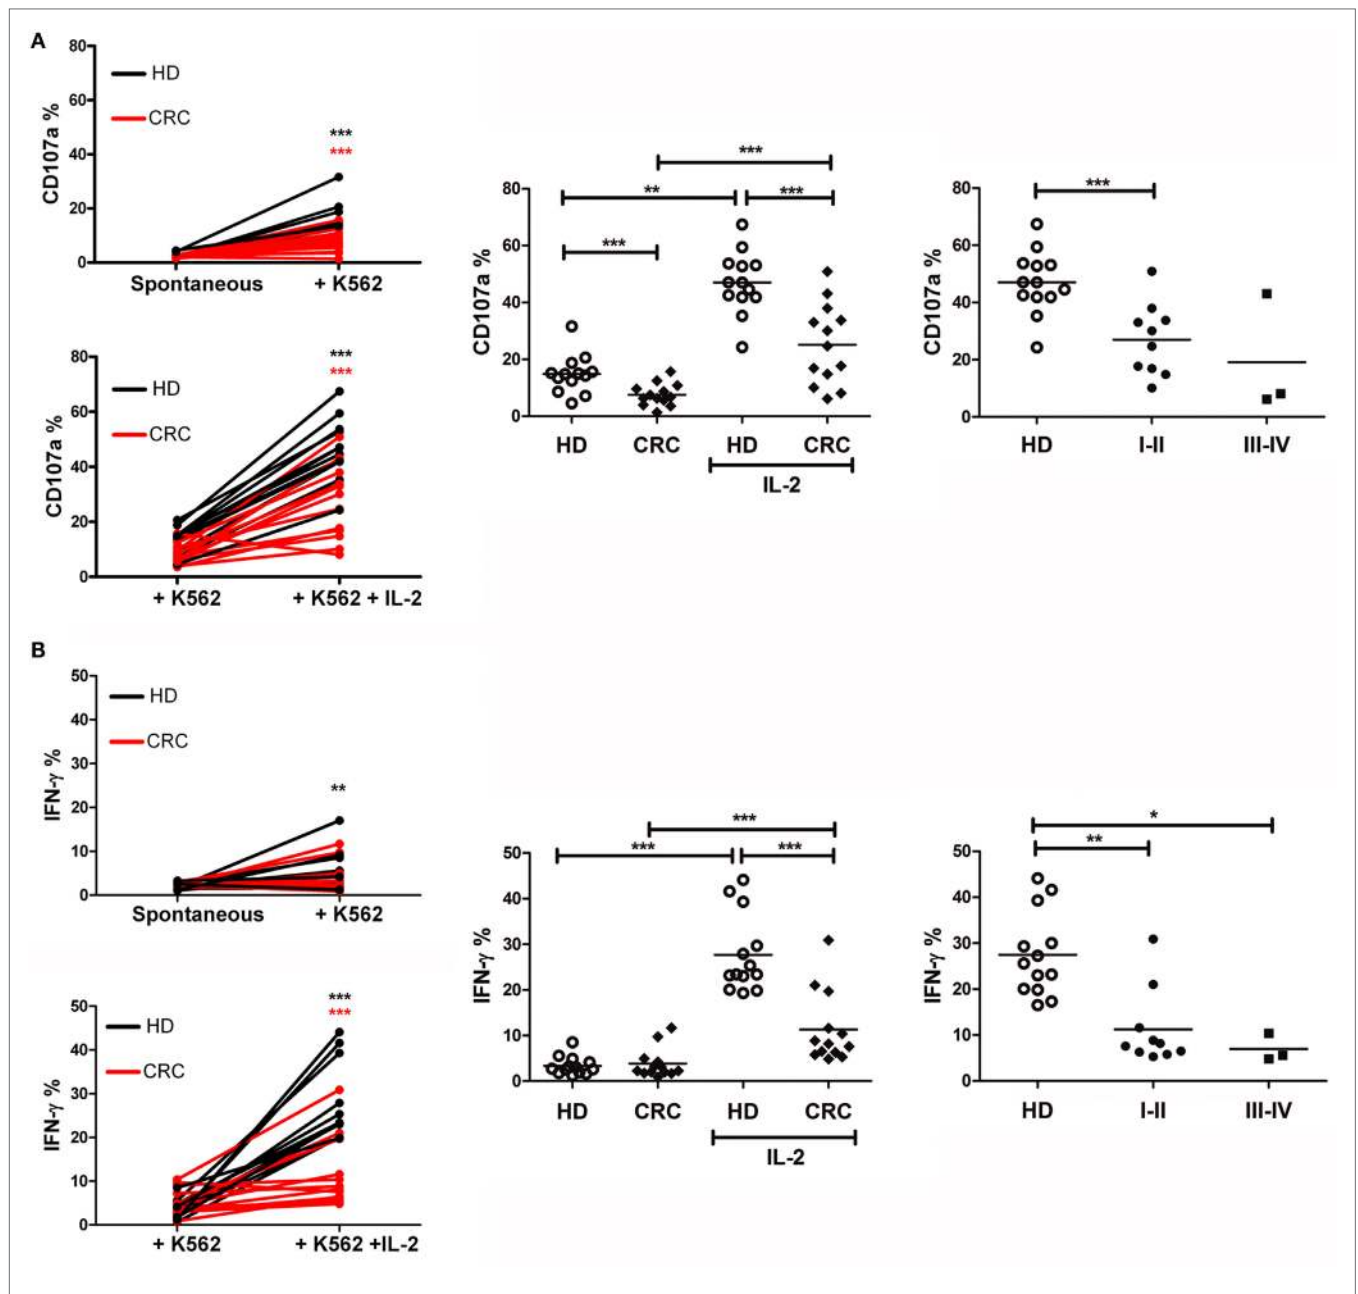 A
80
60
40
20
0
CD107a %
HD
CRC
***
***
Spontaneous + K562
80
60
40
20
0
CD107a %
HD
CRC
***
***
+ K562 + K562 + IL-2
80
60
40
20
0
CD107a %
***
** ***
***
HD CRC HD CRC
IL-2
80
60
40
20
0
CD107a %
***
HD I-II III-IV
B
50
40
30
20
10
0
IFN-γ %
HD
CRC
**
Spontaneous + K562
50
40
30
20
10
0
IFN-γ %
HD
CRC
***
***
+ K562 + K562 +IL-2
50
40
30
20
10
0
IFN-γ %
***
*** ***
HD CRC HD CRC
IL-2
50
40
30
20
10
0
IFN-γ %
*
**
HD I-II III-IV